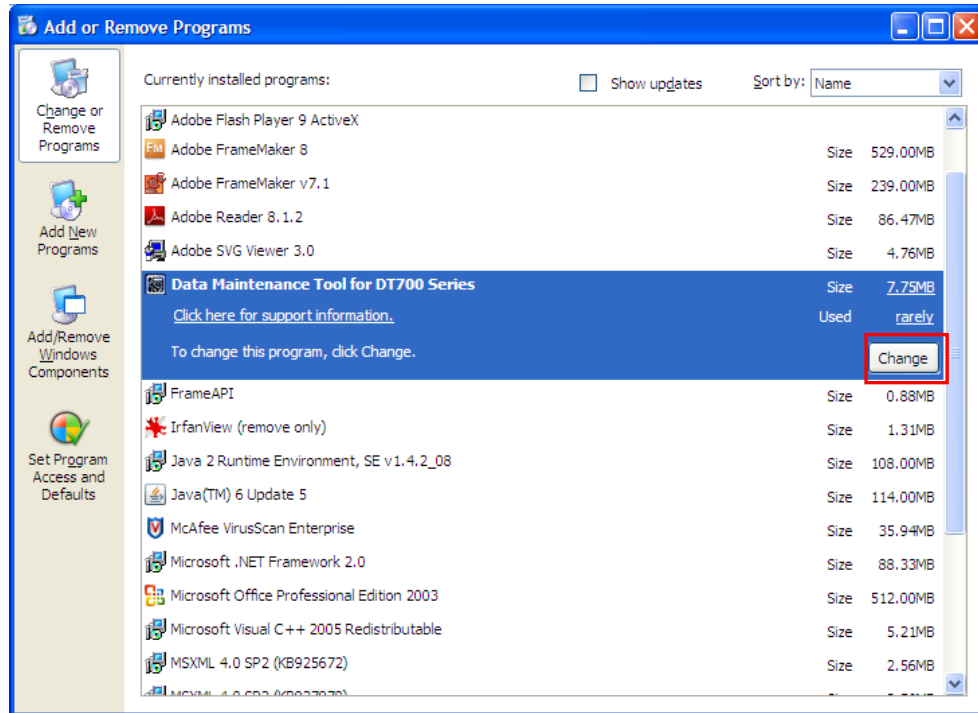 Add or Remove Programs
Change or
Remove
Programs
Add New
Programs
Add/Remove
Windows
Components
Set Program
Access and
Defaults
Currently installed programs:
Show updates
Sort by: Name
Adobe Flash Player 9 ActiveX
FM Adobe FrameMaker 8 Size 529.00MB
Adobe FrameMaker v7.1 Size 239.00MB
Adobe Reader 8.1.2 Size 86.47MB
Adobe SVG Viewer 3.0 Size 4.76MB
Data Maintenance Tool for DT700 Series Size 7.75MB
Click here for support information. Used rarely
To change this program, click Change. Change
FrameAPI Size 0.88MB
IrfanView (remove only) Size 1.31MB
Java 2 Runtime Environment, SE v1.4.2_08 Size 108.00MB
Java(TM) 6 Update 5 Size 114.00MB
McAfee VirusScan Enterprise Size 35.94MB
Microsoft .NET Framework 2.0 Size 88.33MB
Microsoft Office Professional Edition 2003 Size 512.00MB
Microsoft Visual C++ 2005 Redistributable Size 5.21MB
MSXML 4.0 SP2 (KB925672) Size 2.56MB
MSXML 4.0 SP2